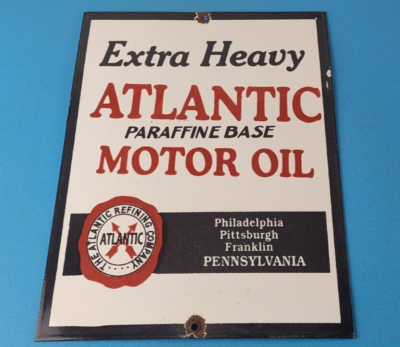 Extra Heavy
ATLANTIC
PARAFFINE BASE
MOTOR OIL
THE ATLANTIC REFINING COMPANY
ATLANTIC
Philadelphia
Pittsburgh
Franklin
PENNSYLVANIA